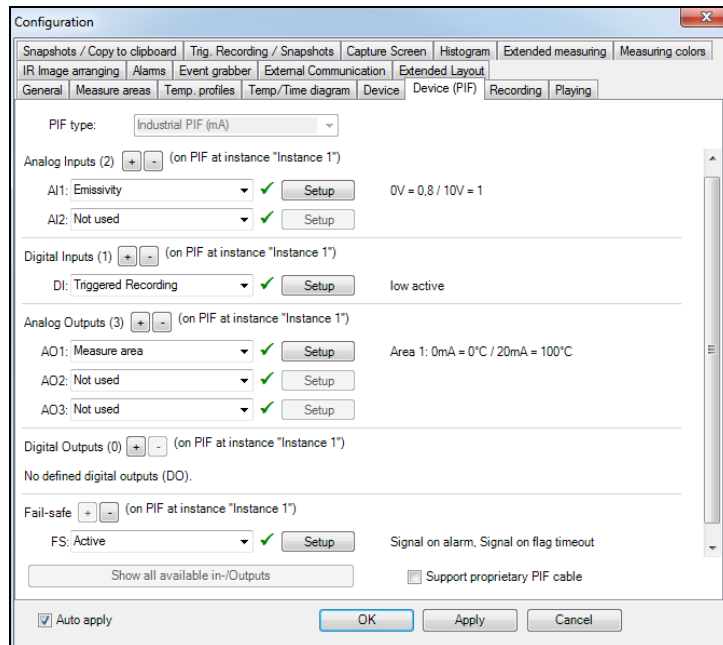 Configuration
x
Snapshots / Copy to clipboard Trig. Recording / Snapshots Capture Screen Histogram Extended measuring Measuring colors
IR Image arranging Alarms Event grabber External Communication Extended Layout
General Measure areas Temp. profiles Temp/Time diagram Device Device (PIF) Recording Playing
PIF type: Industrial PIF (mA)
Analog Inputs (2) + - (on PIF at instance "Instance 1")
AI1: Emissivity Setup 0V = 0,8 / 10V = 1
AI2: Not used Setup
Digital Inputs (1) + - (on PIF at instance "Instance 1")
DI: Triggered Recording Setup low active
Analog Outputs (3) + - (on PIF at instance "Instance 1")
AO1: Measure area Setup Area 1: 0mA = 0°C / 20mA = 100°C
AO2: Not used Setup
AO3: Not used Setup
Digital Outputs (0) + - (on PIF at instance "Instance 1")
No defined digital outputs (DO).
Fail-safe + - (on PIF at instance "Instance 1")
FS: Active Setup Signal on alarm, Signal on flag timeout
Show all available in-/Outputs Support proprietary PIF cable
Auto apply OK Apply Cancel